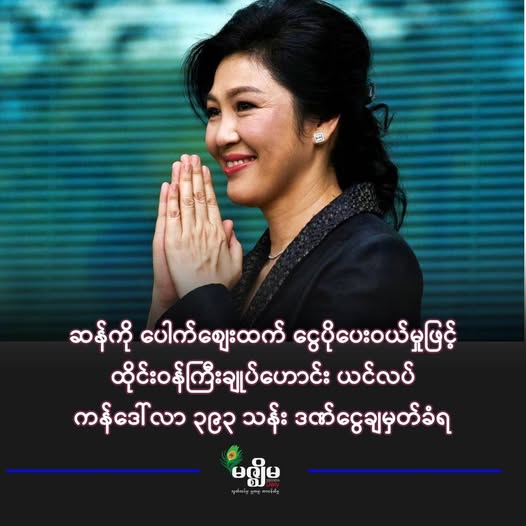 ဆန်ကို ပေါက်ဈေးထက် ငွေပိုပေးဝယ်မှုဖြင့်
ထိုင်းဝန်ကြီးချုပ်ဟောင်း ယင်လပ်
ကန်ဒေါ်လာ ၃၉၃ သန်း ဒဏ်ငွေချမှတ်ခံရ
မဇ္ဈိမ